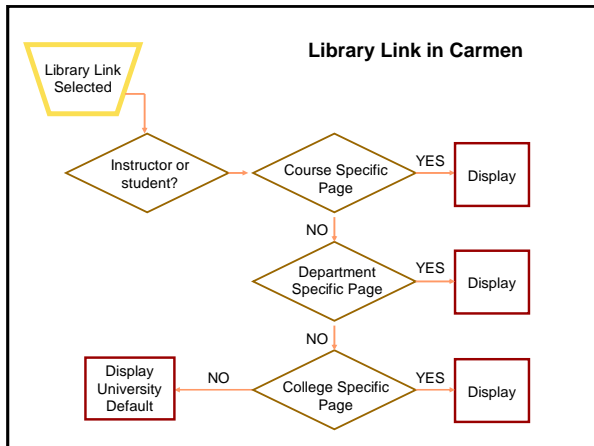 Library Link in Carmen
Library Link
Selected
Instructor or
student?
Course Specific
Page
YES
Display
NO
Department
Specific Page
YES
Display
NO
College Specific
Page
YES
Display
NO
Display
University
Default